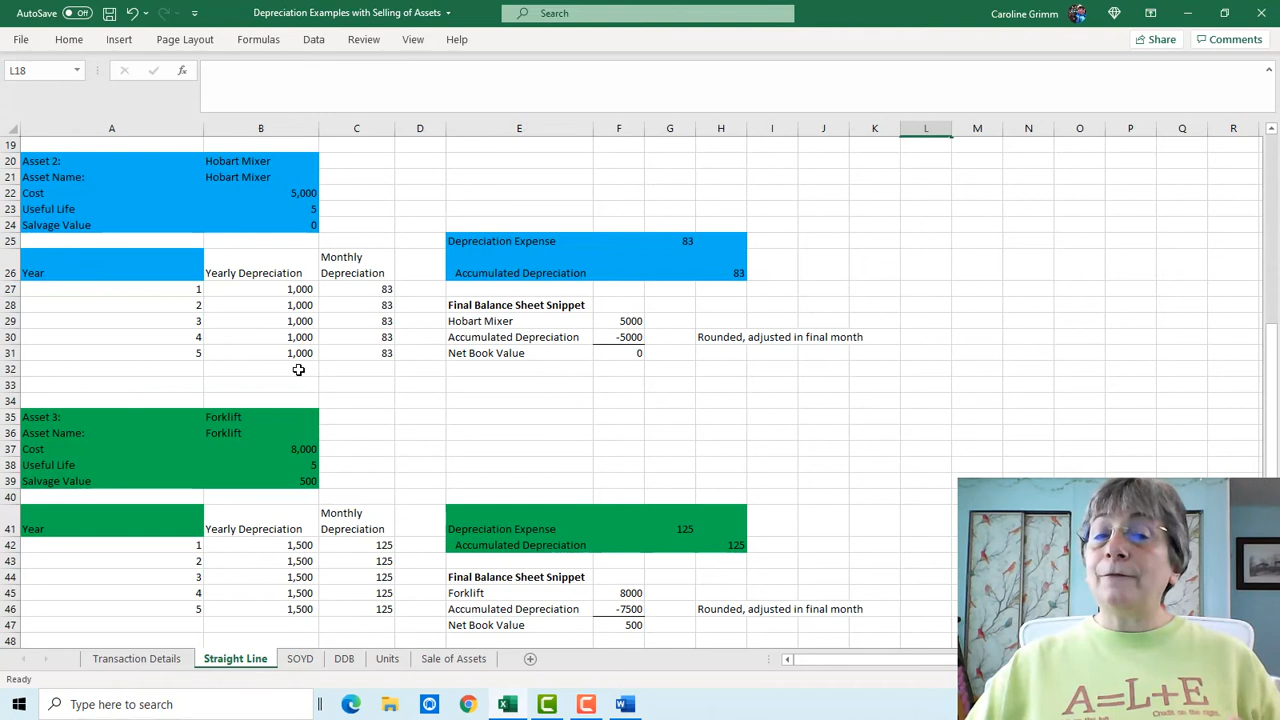 AutoSave Off Depreciation Examples with Selling of Assets Search Caroline Grimm
File Home Insert Page Layout Formulas Data Review View Help Share Comments
L18 fx
A B C D E F G H I J K L M N O P Q R
19
20 Asset 2: Hobart Mixer
21 Asset Name: Hobart Mixer
22 Cost 5,000
23 Useful Life 5
24 Salvage Value 0
25 Depreciation Expense 83
26 Year Yearly Depreciation Monthly Depreciation Accumulated Depreciation 83
27 1 1,000 83
28 2 1,000 83 Final Balance Sheet Snippet
29 3 1,000 83 Hobart Mixer 5000
30 4 1,000 83 Accumulated Depreciation -5000 Rounded, adjusted in final month
31 5 1,000 83 Net Book Value 0
32
33
34
35 Asset 3: Forklift
36 Asset Name: Forklift
37 Cost 8,000
38 Useful Life 5
39 Salvage Value 500
40
41 Year Yearly Depreciation Monthly Depreciation Depreciation Expense 125
42 1 1,500 125 Accumulated Depreciation 125
43 2 1,500 125
44 3 1,500 125 Final Balance Sheet Snippet
45 4 1,500 125 Forklift 8000
46 5 1,500 125 Accumulated Depreciation -7500 Rounded, adjusted in final month
47 Net Book Value 500
48
Transaction Details Straight Line SOYD DDB Units Sale of Assets
Ready
Type here to search
A=L+E